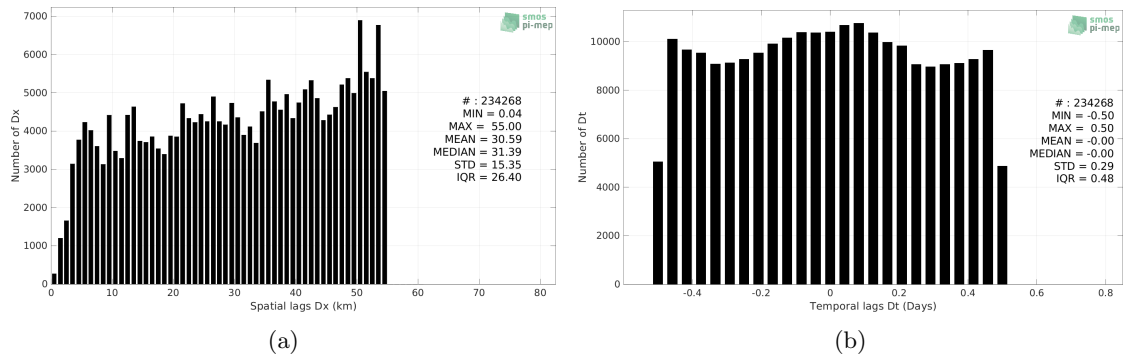 smos
pi-mep
7000
6000
5000
4000
3000
2000
1000
0
Number of Dx
# : 234268
MIN = 0.04
MAX = 55.00
MEAN = 30.59
MEDIAN = 31.39
STD = 15.35
IQR = 26.40
0 10 20 30 40 50 60 70 80
Spatial lags Dx (km)
(a)
smos
pi-mep
10000
8000
6000
4000
2000
0
Number of Dt
# : 234268
MIN = -0.50
MAX = 0.50
MEAN = -0.00
MEDIAN = -0.00
STD = 0.29
IQR = 0.48
-0.4 -0.2 0 0.2 0.4 0.6 0.8
Temporal lags Dt (Days)
(b)